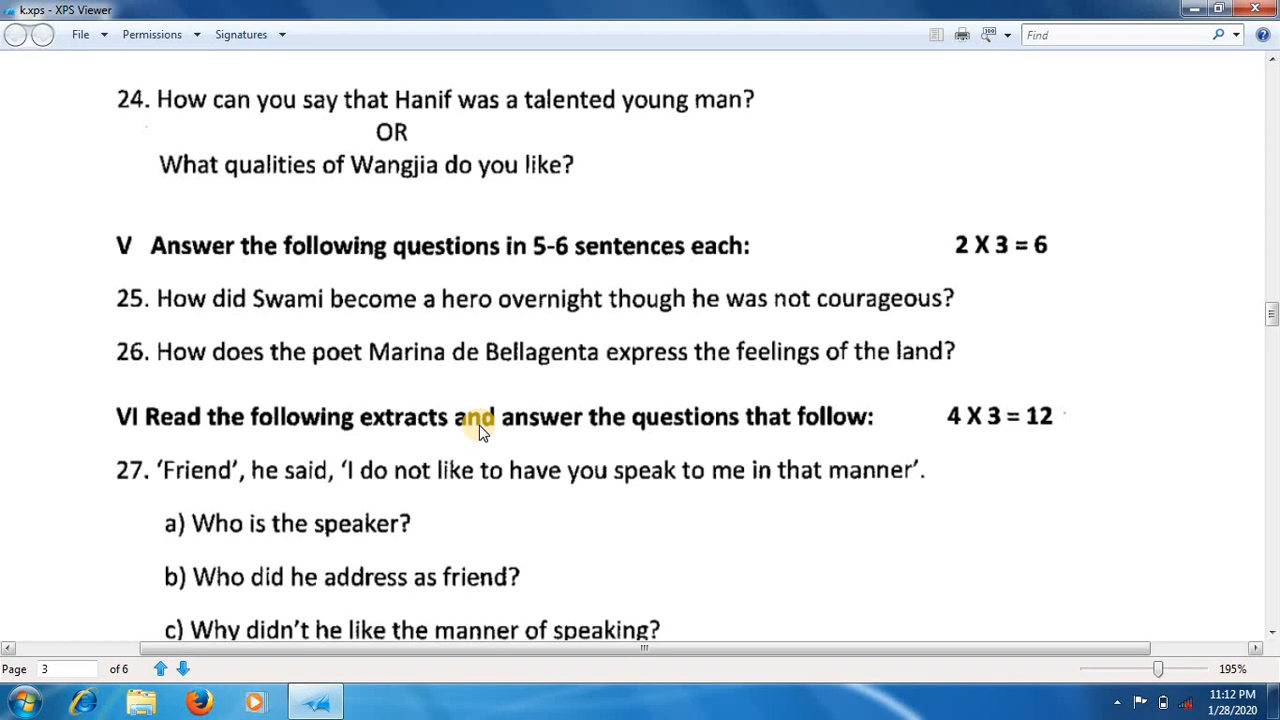 k.xps - XPS Viewer
File Permissions Signatures Find
24. How can you say that Hanif was a talented young man?
OR
What qualities of Wangjia do you like?
V Answer the following questions in 5-6 sentences each: 2 X 3 = 6
25. How did Swami become a hero overnight though he was not courageous?
26. How does the poet Marina de Bellagenta express the feelings of the land?
VI Read the following extracts and answer the questions that follow: 4 X 3 = 12
27. ‘Friend’, he said, ‘I do not like to have you speak to me in that manner’.
a) Who is the speaker?
b) Who did he address as friend?
c) Why didn’t he like the manner of speaking?
Page 3 of 6 195%
11:12 PM
1/28/2020